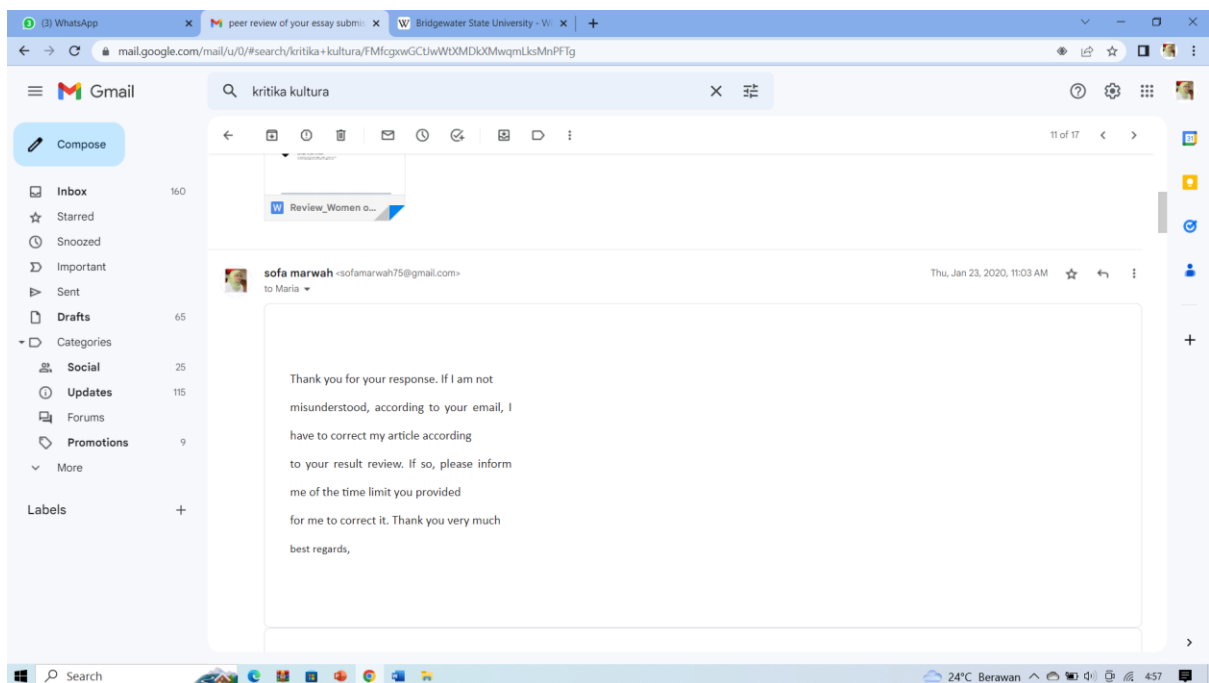 (3) WhatsApp
peer review of your essay submis
Bridgewater State University - Wi
mail.google.com/mail/u/0/#search/kritika+kultura/FMfcgxwGCtJwWtXMDkXMwqmLksMnPFTg
Gmail
kritika kultura
Compose
11 of 17
Inbox 160
Starred
Snoozed
Important
Sent
Drafts 65
Categories
Social 25
Updates 115
Forums
Promotions 9
More
Labels
W Review_Women o...
sofa marwah <sofamarwah75@gmail.com>
Thu, Jan 23, 2020, 11:03 AM
to Maria
Thank you for your response. If I am not
misunderstood, according to your email, I
have to correct my article according
to your result review. If so, please inform
me of the time limit you provided
for me to correct it. Thank you very much
best regards,
31
Search
24°C Berawan
4:57